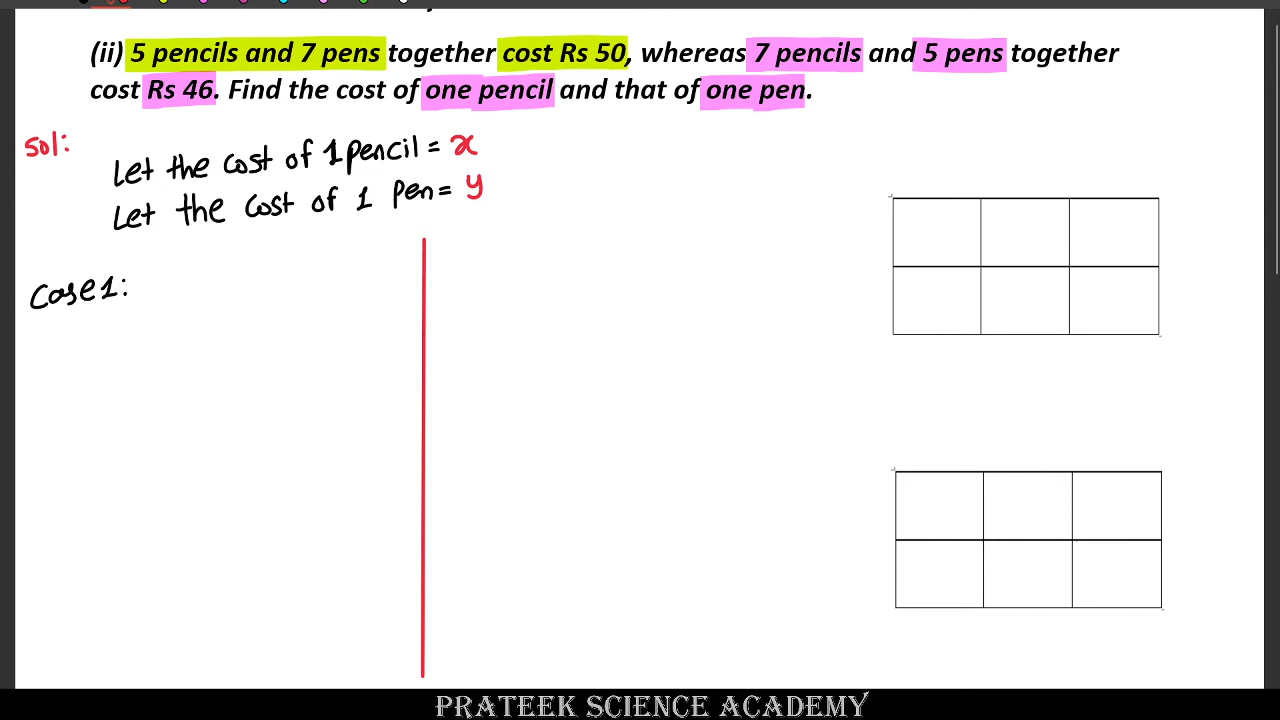 (ii) 5 pencils and 7 pens together cost Rs 50, whereas 7 pencils and 5 pens together
cost Rs 46. Find the cost of one pencil and that of one pen.
Sol:
Let the cost of 1 pencil = x
Let the cost of 1 Pen = y
Case 1:
PRATEEK SCIENCE ACADEMY